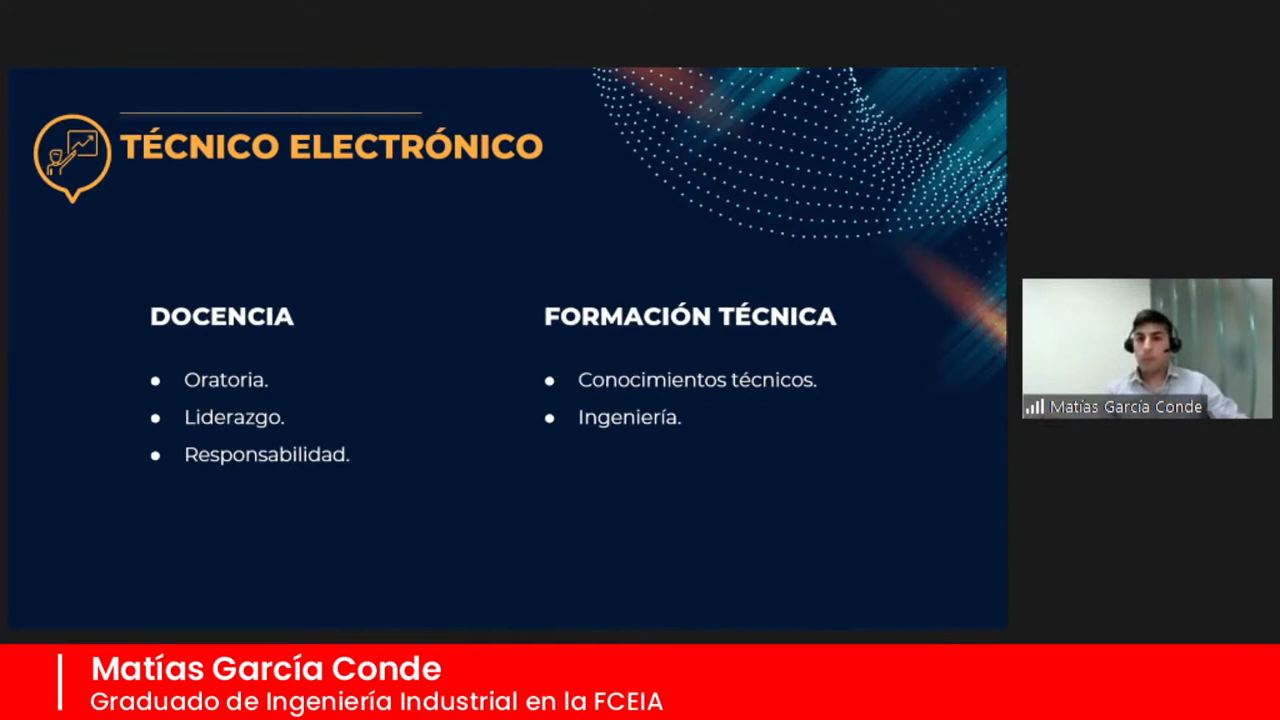 TÉCNICO ELECTRÓNICO
DOCENCIA
● Oratoria.
● Liderazgo.
● Responsabilidad.
FORMACIÓN TÉCNICA
● Conocimientos técnicos.
● Ingeniería.
Matías García Conde
Matías García Conde
Graduado de Ingeniería Industrial en la FCEIA